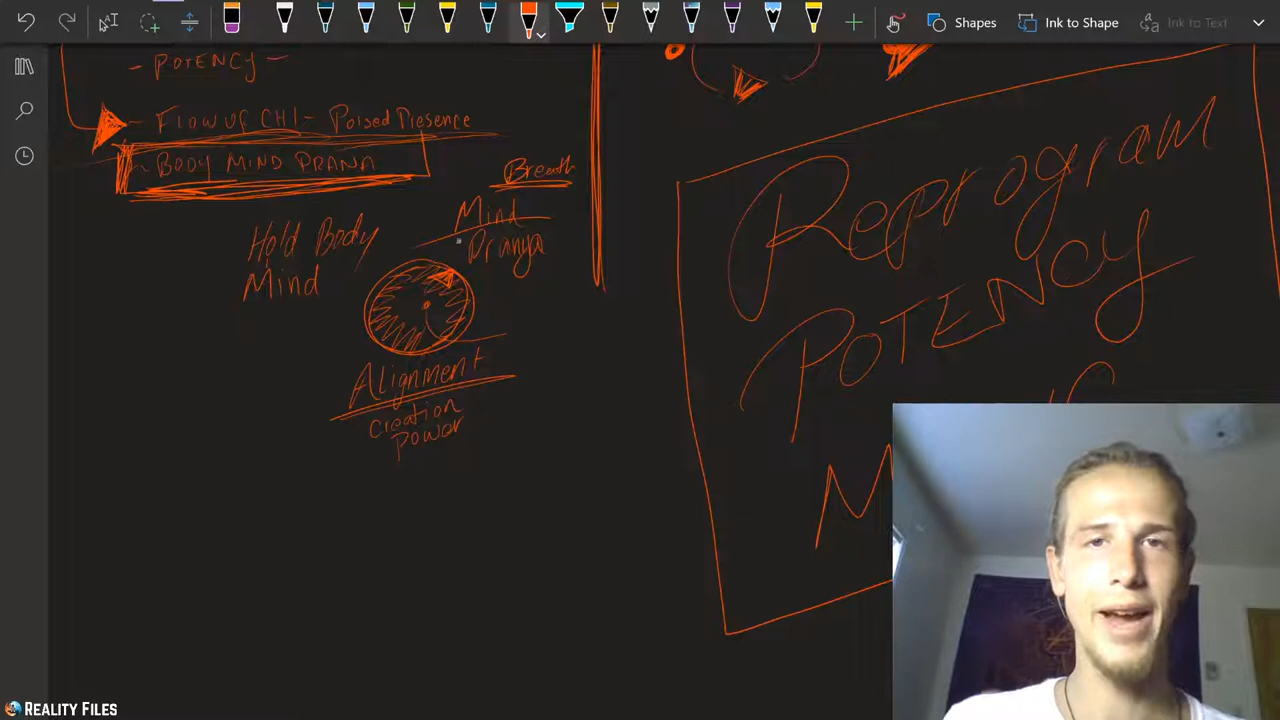 Shapes
Ink to Shape
Ink to Text
- POTENCY -
- Flow of CHI - Poised Presence
- BODY MIND PRANA
Breath
Hold Body
Mind
Mind
Pranya
Alignment
Creation
power
Reprogram
POTENCY
REALITY FILES